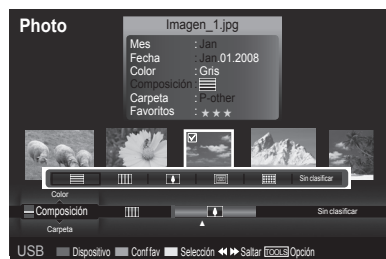 Photo
Imagen_1.jpg
Mes : Jan
Fecha : Jan.01.2008
Color : Gris
Composición :
Carpeta : P-other
Favoritos : ★ ★ ★
Sin clasificar
Color
Composición
Sin clasificar
Carpeta
USB Dispositivo Conf fav Selección Saltar TOOLS Opción